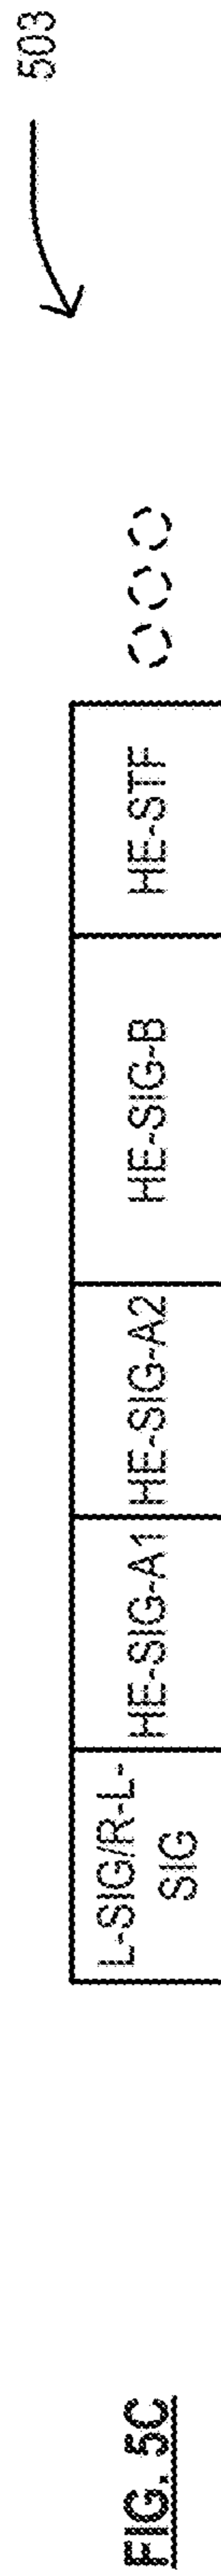 503
L-SIG/R-L-
SIG
HE-SIG-A1
HE-SIG-A2
HE-SIG-B
HE-STF
FIG. 5C